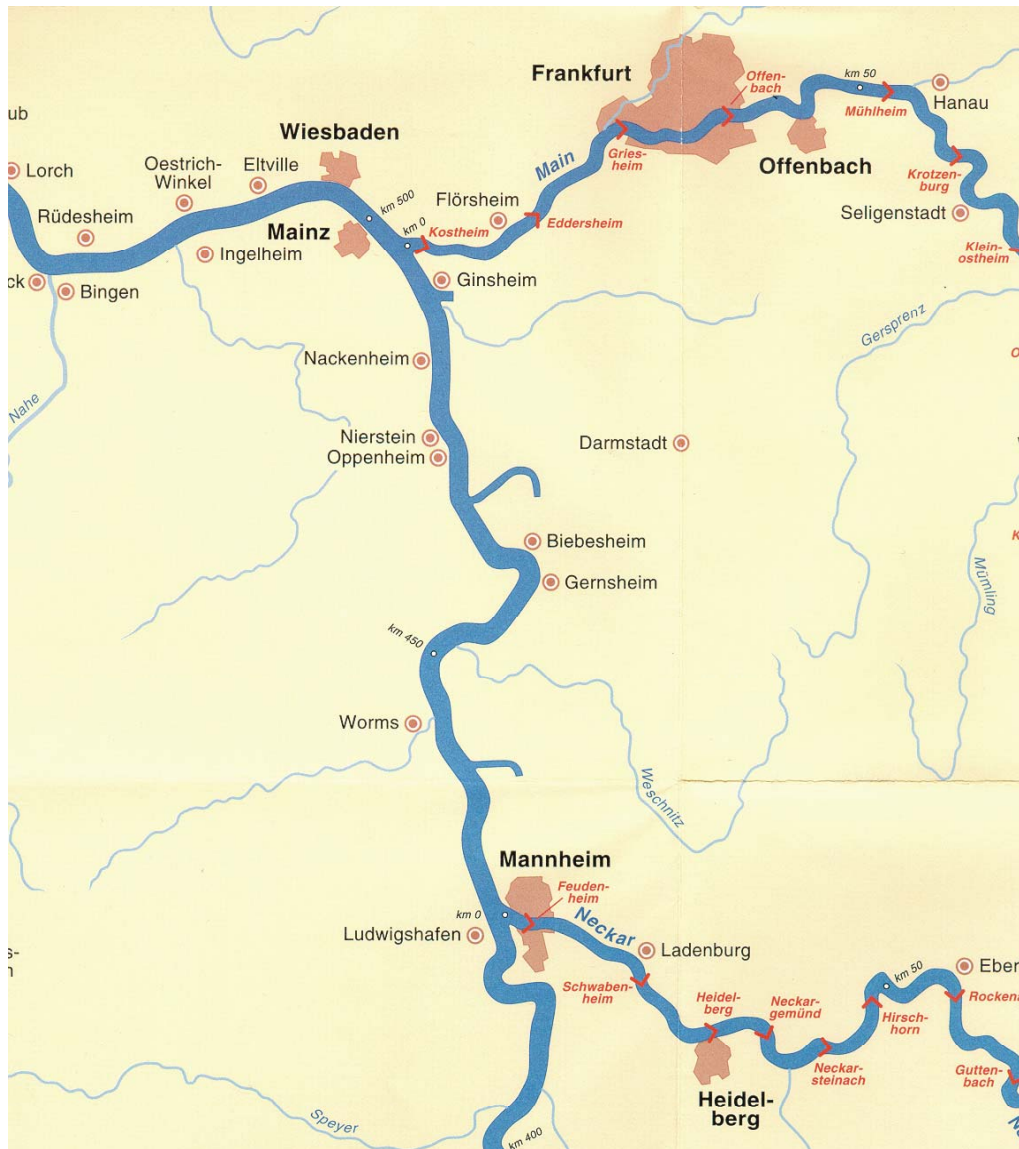 Frankfurt
Offen-
bach
km 50
Hanau
Mühlheim
ub
Wiesbaden
Lorch
Oestrich-
Winkel
Eltville
Main
Gries-
heim
Offenbach
Krotzen-
burg
km 500
Flörsheim
Rüdesheim
Mainz
km 0
Kostheim
Eddersheim
Seligenstadt
Ingelheim
Klein-
ostheim
ck
Bingen
Ginsheim
Gersprenz
Nackenheim
O
Nahe
Nierstein
Oppenheim
Darmstadt
Biebesheim
K
Gernsheim
Mümling
km 450
Worms
Weschnitz
Mannheim
Feuden-
heim
km 0
Neckar
Ludwigshafen
Ladenburg
s-
n
Eber
km 50
Schwaben-
heim
Heidel-
berg
Neckar-
gemünd
Hirsch-
horn
Rockena
Neckar-
steinach
Gutten-
bach
Heidel-
berg
Speyer
km 400